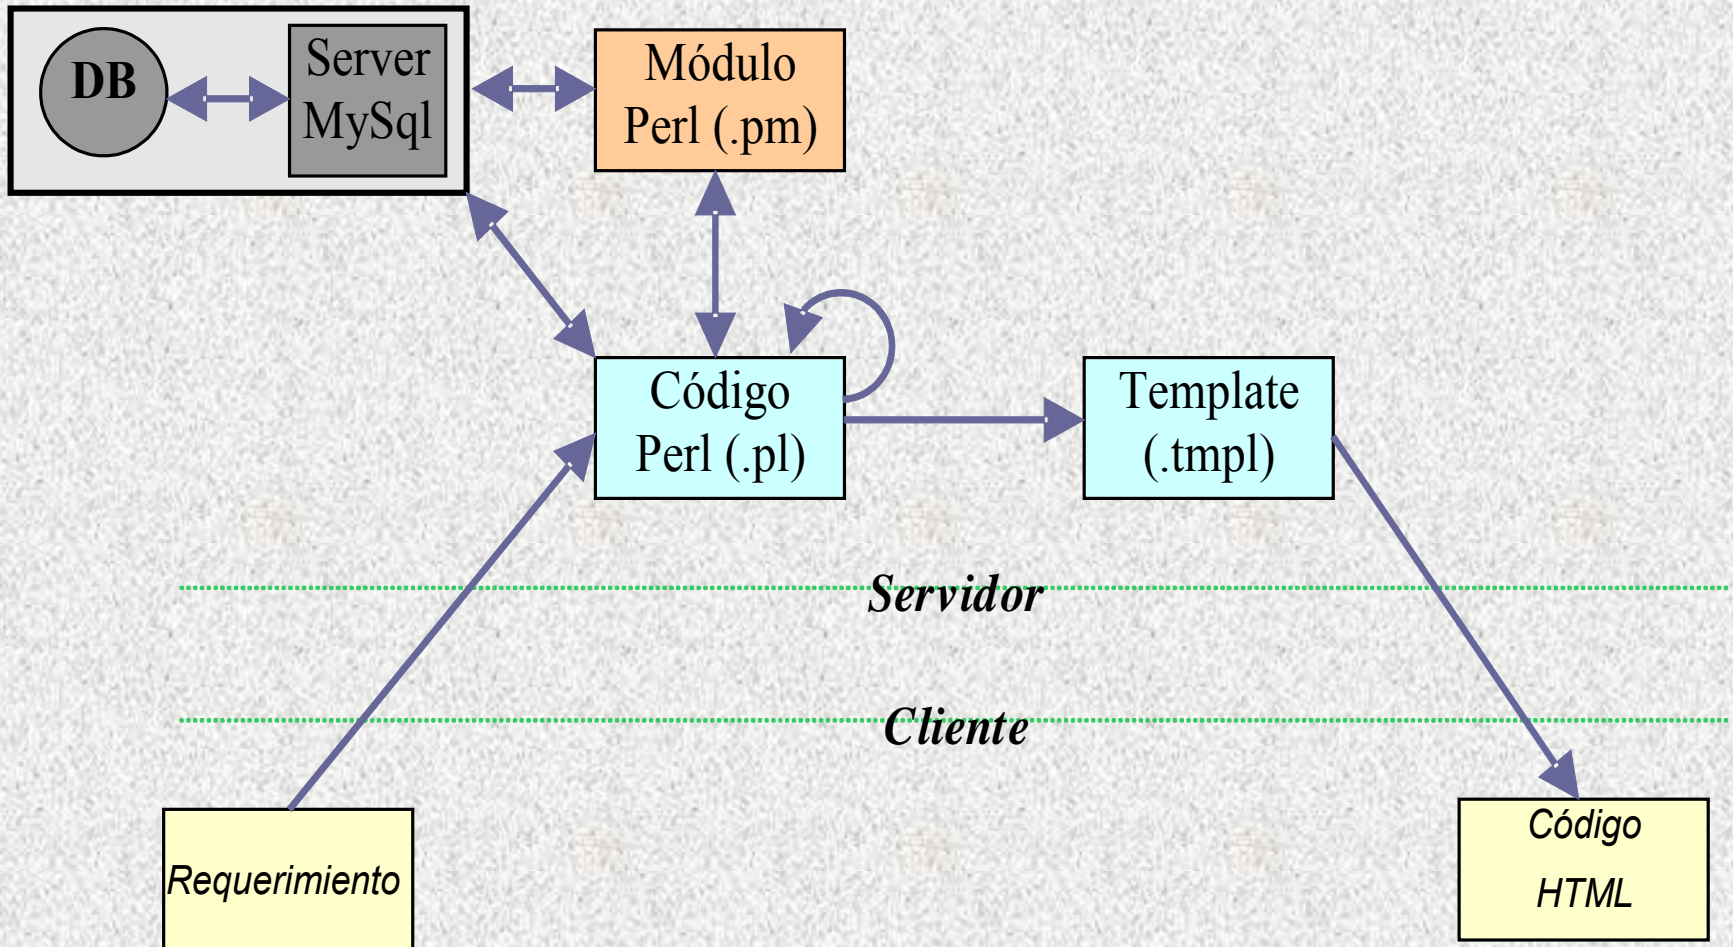 DB
Server
MySql
Módulo
Perl (.pm)
Código
Perl (.pl)
Template
(.tmpl)
Servidor
Cliente
Requerimiento
Código
HTML